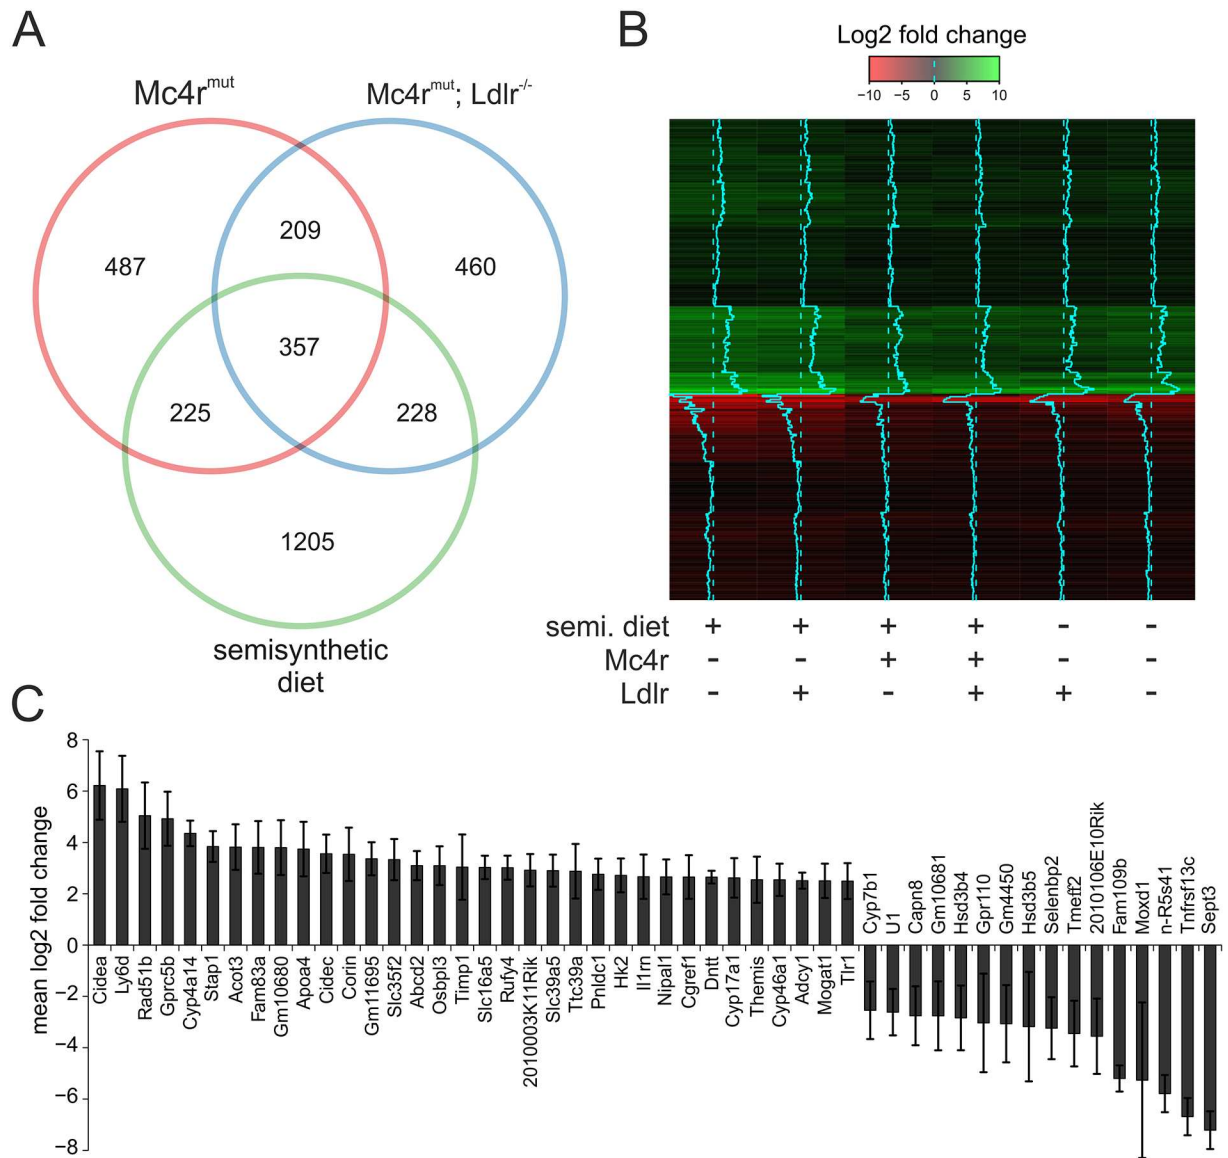 A
Mc4r^mut
Mc4r^mut; Ldlr^-/-
209
487
460
357
225
228
1205
semisynthetic
diet
B
Log2 fold change
−10 −5 0 5 10
semi. diet + + + + - -
Mc4r - - + + - -
Ldlr - + - + + -
C
mean log2 fold change
8
6
4
2
0
−2
−4
−6
−8
Cidea
Ly6d
Rad51b
Gprc5b
Cyp4a14
Stap1
Acot3
Fam83a
Gm10680
Apoa4
Cidec
Corin
Gm11695
Slc35f2
Abcd2
Osbpl3
Timp1
Slc16a5
Rufy4
2010003K11Rik
Slc39a5
Ttc39a
Pnldc1
Hk2
Il1rn
Nipal1
Cgref1
Dntt
Cyp17a1
Themis
Cyp46a1
Adcy1
Mogat1
Tlr1
Cyp7b1
U1
Capn8
Gm10681
Hsd3b4
Gpr110
Gm4450
Hsd3b5
Selenbp2
Tmeff2
2010106E10Rik
Fam109b
Moxd1
n-R5s41
Tnfrsf13c
Sept3